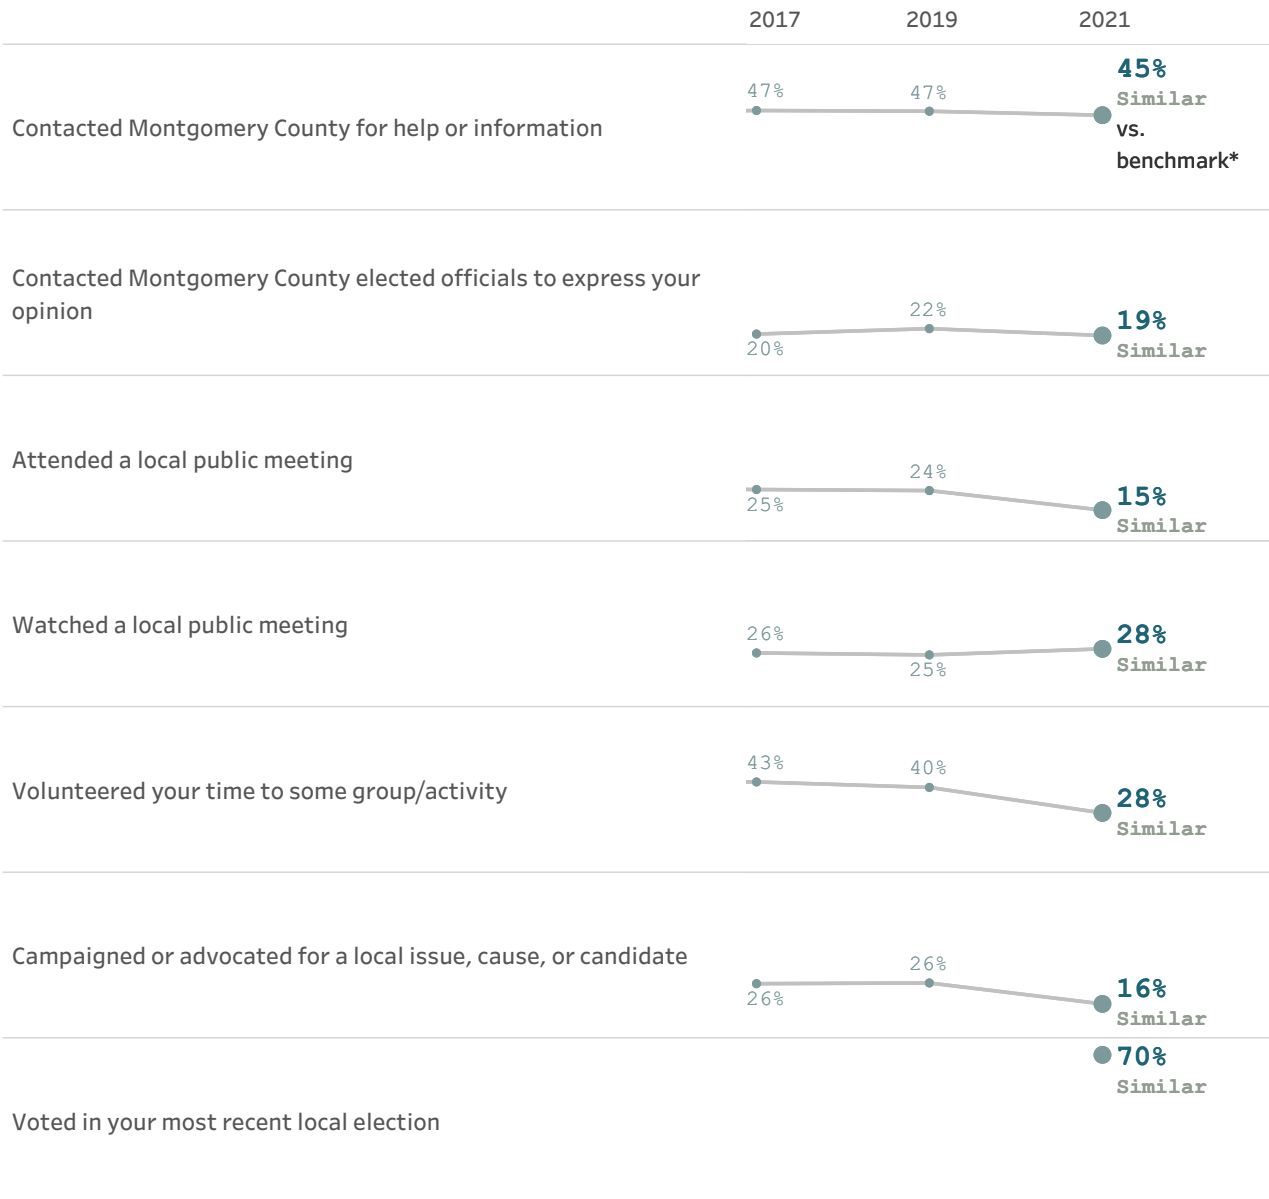 2017 2019 2021
45%
47% 47%
Similar
Contacted Montgomery County for help or information
vs.
benchmark*
Contacted Montgomery County elected officials to express your
opinion
22%
19%
20%
Similar
Attended a local public meeting
24%
15%
25%
Similar
Watched a local public meeting
26%
28%
25%
Similar
43%
40%
Volunteered your time to some group/activity
28%
Similar
Campaigned or advocated for a local issue, cause, or candidate
26%
26%
16%
Similar
70%
Similar
Voted in your most recent local election